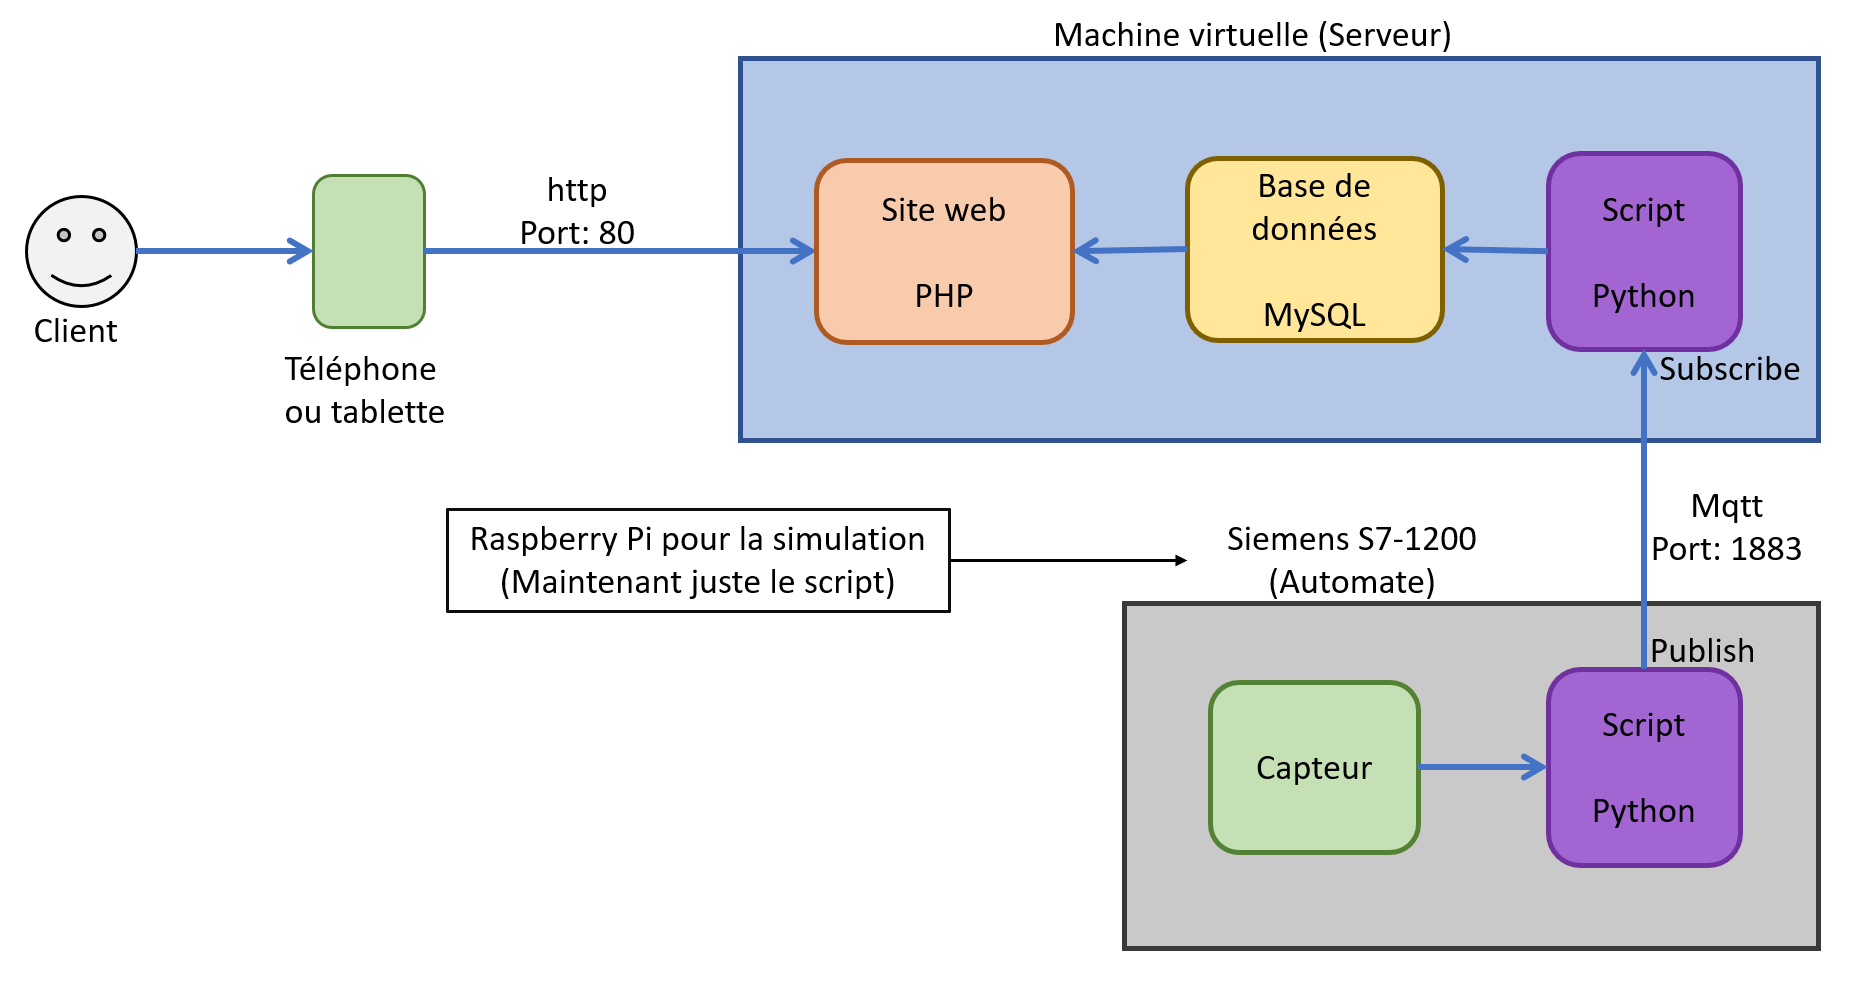 Machine virtuelle (Serveur)
http
Port: 80
Site web
PHP
Base de
données
MySQL
Script
Python
Subscribe
Client
Téléphone
ou tablette
Mqtt
Port: 1883
Raspberry Pi pour la simulation
(Maintenant juste le script)
Siemens S7-1200
(Automate)
Publish
Capteur
Script
Python